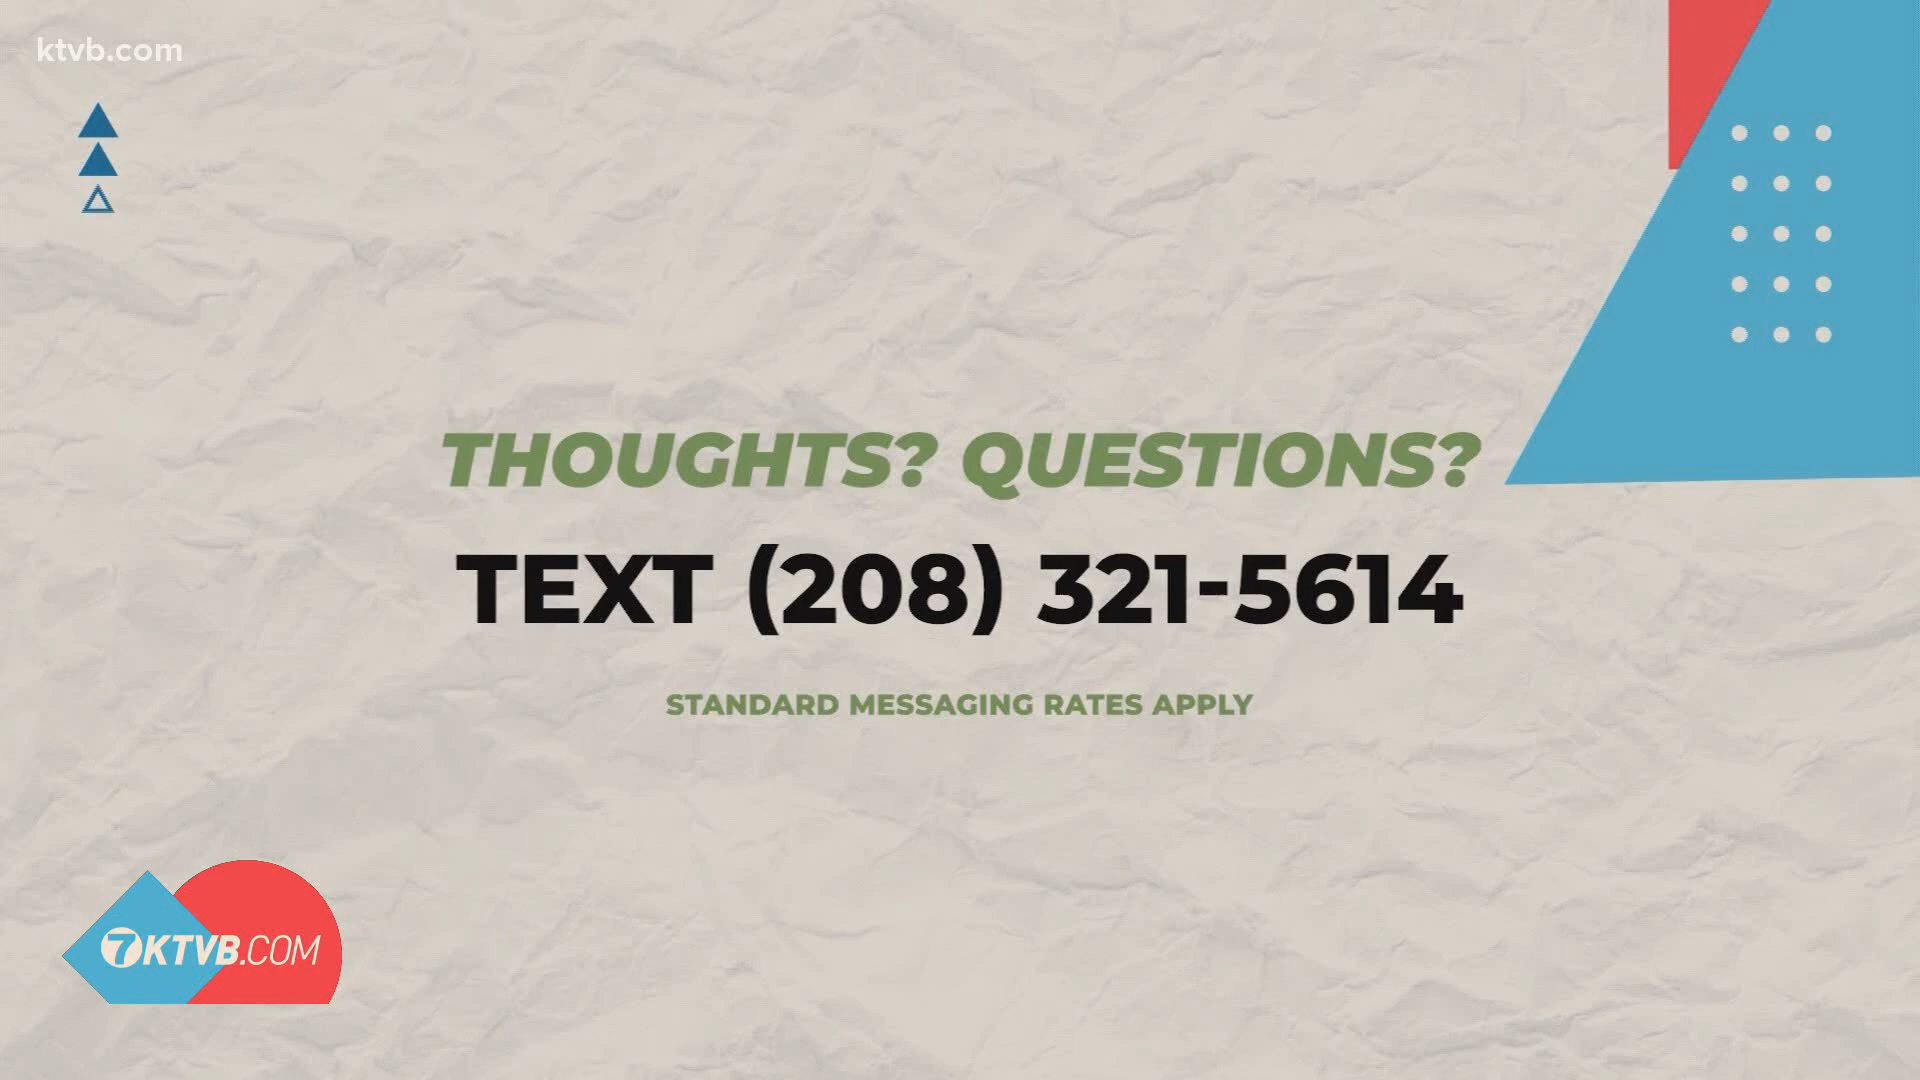 ktvb.com
THOUGHTS? QUESTIONS?
TEXT (208) 321-5614
STANDARD MESSAGING RATES APPLY
7KTVB.COM